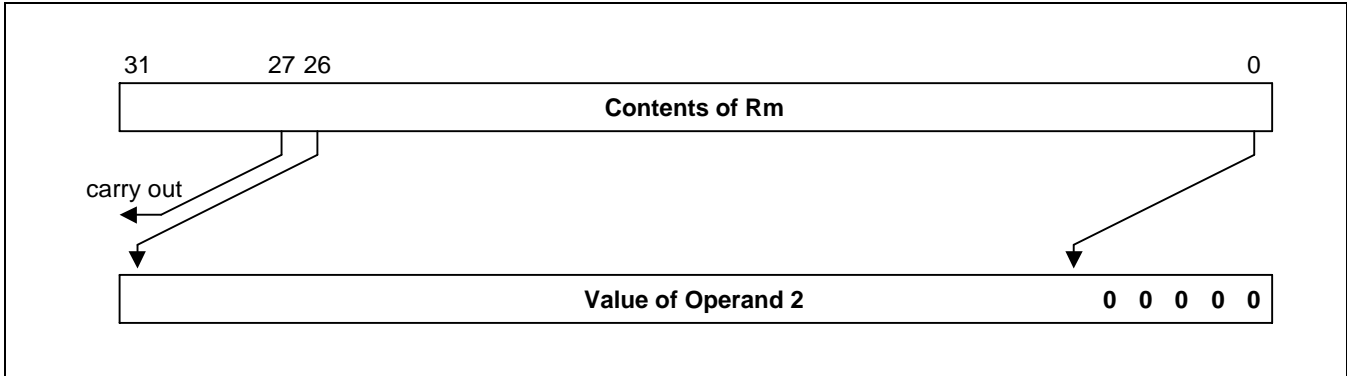 31 27 26 0
Contents of Rm
carry out
Value of Operand 2 0 0 0 0 0